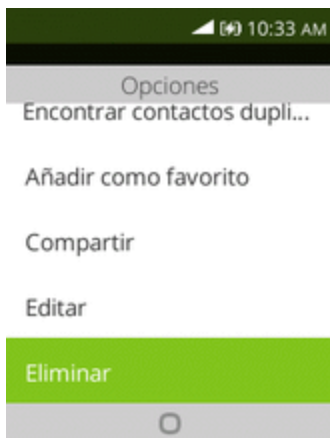 10:33 AM
Opciones
Encontrar contactos dupli...
Añadir como favorito
Compartir
Editar
Eliminar